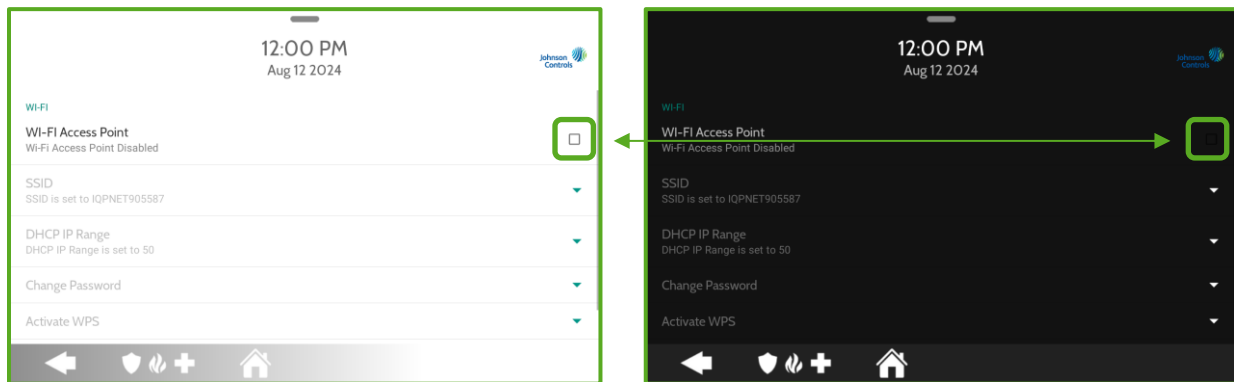 12:00 PM
Aug 12 2024
Johnson
Controls
WI-FI
WI-FI Access Point
Wi-Fi Access Point Disabled
SSID
SSID is set to IQPNET905587
DHCP IP Range
DHCP IP Range is set to 50
Change Password
Activate WPS
12:00 PM
Aug 12 2024
Johnson
Controls
WI-FI
WI-FI Access Point
Wi-Fi Access Point Disabled
SSID
SSID is set to IQPNET905587
DHCP IP Range
DHCP IP Range is set to 50
Change Password
Activate WPS